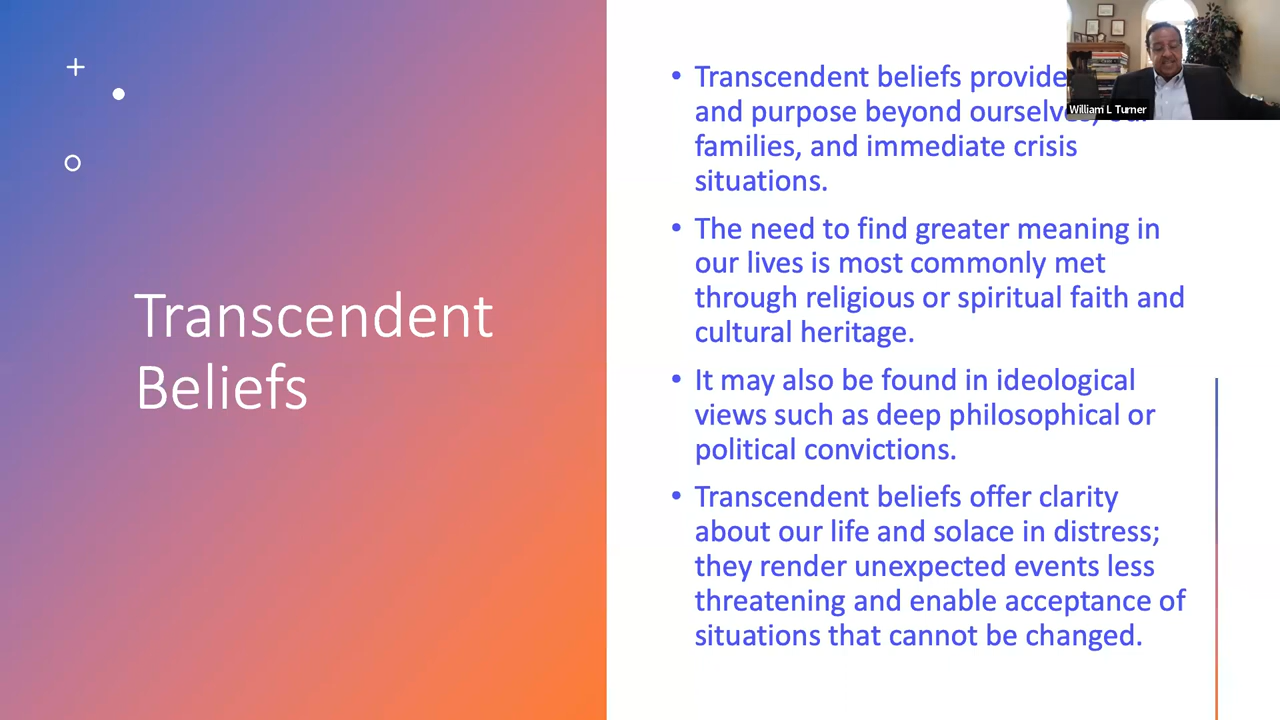 Transcendent
Beliefs
• Transcendent beliefs provide
and purpose beyond ourselves,
families, and immediate crisis
situations.
• The need to find greater meaning in
our lives is most commonly met
through religious or spiritual faith and
cultural heritage.
• It may also be found in ideological
views such as deep philosophical or
political convictions.
• Transcendent beliefs offer clarity
about our life and solace in distress;
they render unexpected events less
threatening and enable acceptance of
situations that cannot be changed.
William L Turner